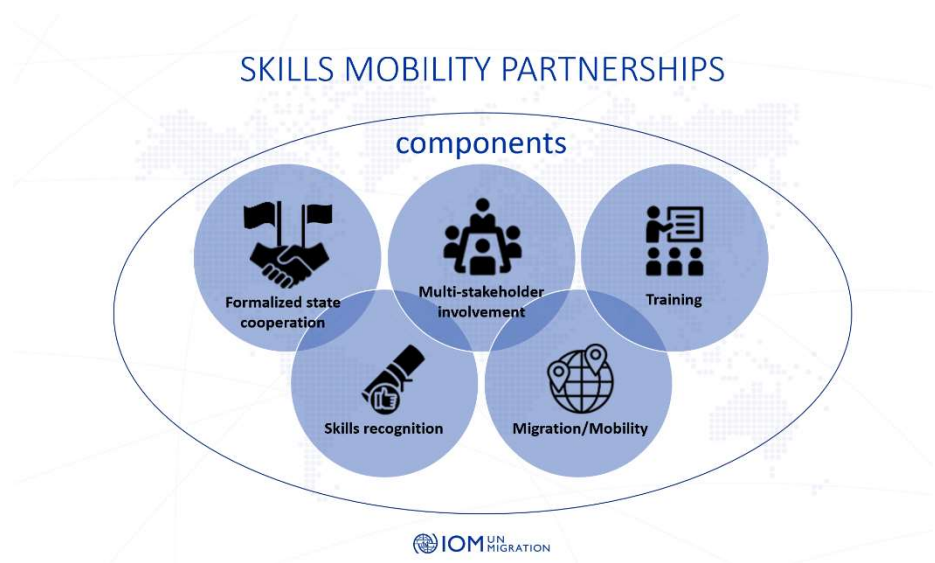 SKILLS MOBILITY PARTNERSHIPS
components
Formalized state
cooperation
Multi-stakeholder
involvement
Training
Skills recognition
Migration/Mobility
IOM UN
MIGRATION